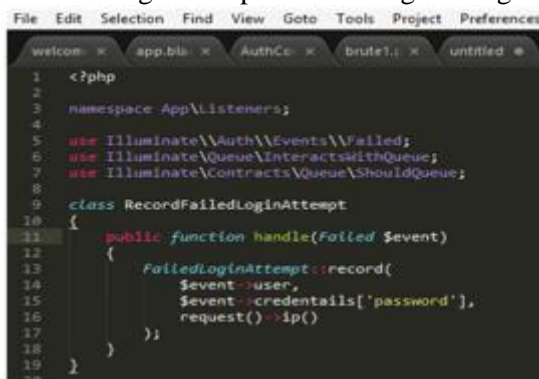 File Edit Selection Find View Goto Tools Project Preferences
welcom × app.bla × AuthCo × brute1.p × untitled
1 <?php
2
3 namespace App\Listeners;
4
5 use Illuminate\\Auth\\Events\\Failed;
6 use Illuminate\Queue\InteractsWithQueue;
7 use Illuminate\Contracts\Queue\ShouldQueue;
8
9 class RecordFailedLoginAttempt
10 {
11 public function handle(Failed $event)
12 {
13 FailedLoginAttempt::record(
14 $event->user,
15 $event->credentails['password'],
16 request()->ip()
17 );
18 }
19 }